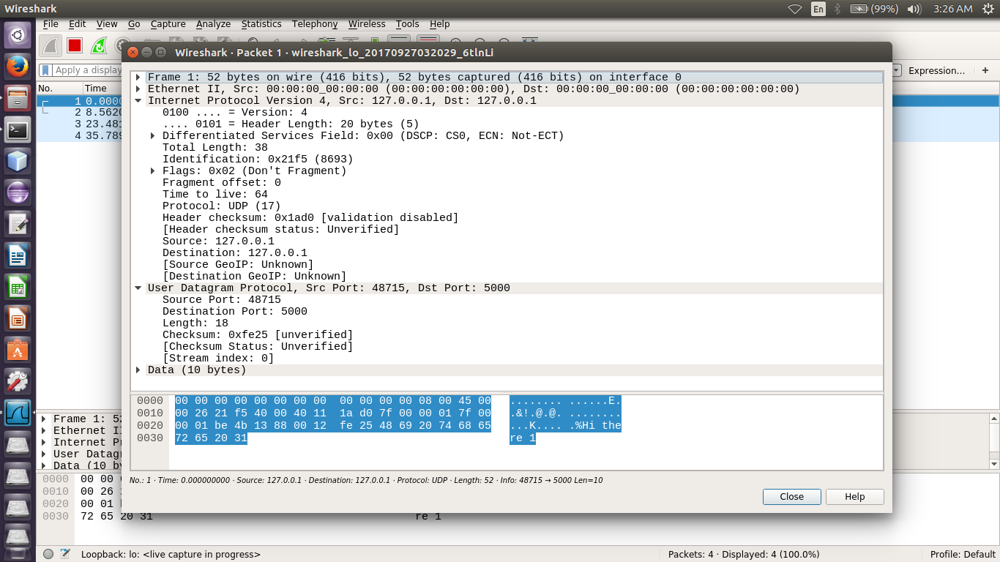 Wireshark
En
(99%)
3:26 AM
File Edit View Go Capture Analyze Statistics Telephony Wireless Tools Help
Wireshark · Packet 1 · wireshark_lo_20170927032029_6tlnLi
Apply a display
Expression...
+
No. Time
1 0.0000
2 8.5620
3 23.481
4 35.789
Frame 1: 52 bytes on wire (416 bits), 52 bytes captured (416 bits) on interface 0
Ethernet II, Src: 00:00:00_00:00:00 (00:00:00:00:00:00), Dst: 00:00:00_00:00:00 (00:00:00:00:00:00)
Internet Protocol Version 4, Src: 127.0.0.1, Dst: 127.0.0.1
0100 .... = Version: 4
.... 0101 = Header Length: 20 bytes (5)
Differentiated Services Field: 0x00 (DSCP: CS0, ECN: Not-ECT)
Total Length: 38
Identification: 0x21f5 (8693)
Flags: 0x02 (Don't Fragment)
Fragment offset: 0
Time to live: 64
Protocol: UDP (17)
Header checksum: 0x1ad0 [validation disabled]
[Header checksum status: Unverified]
Source: 127.0.0.1
Destination: 127.0.0.1
[Source GeoIP: Unknown]
[Destination GeoIP: Unknown]
User Datagram Protocol, Src Port: 48715, Dst Port: 5000
Source Port: 48715
Destination Port: 5000
Length: 18
Checksum: 0xfe25 [unverified]
[Checksum Status: Unverified]
[Stream index: 0]
Data (10 bytes)
0000 00 00 00 00 00 00 00 00 00 00 00 00 08 00 45 00 ........ ......E.
0010 00 26 21 f5 40 00 40 11 1a d0 7f 00 00 01 7f 00 .&!.@.@. ........
0020 00 01 be 4b 13 88 00 12 fe 25 48 69 20 74 68 65 ...K.... .%Hi the
0030 72 65 20 31 re 1
No.: 1 · Time: 0.000000000 · Source: 127.0.0.1 · Destination: 127.0.0.1 · Protocol: UDP · Length: 52 · Info: 48715 → 5000 Len=10
Close Help
Frame 1: 52
Ethernet II
Internet Pr
User Datagr
Data (10 by
0000 00 00
0010 00 26
0020 00 01
0030 72 65 20 31 re 1
Loopback: lo: <live capture in progress>
Packets: 4 · Displayed: 4 (100.0%)
Profile: Default